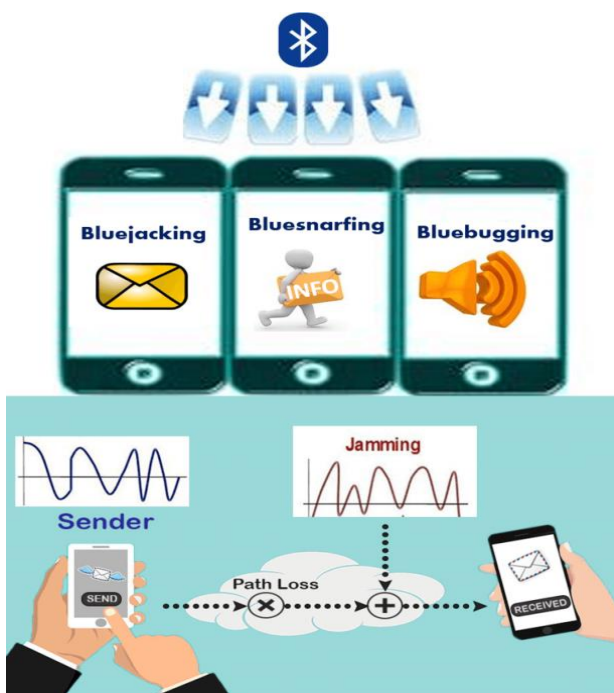 Bluejacking
Bluesnarfing
Bluebugging
INFO
Jamming
Sender
Path Loss
SEND
RECEIVED